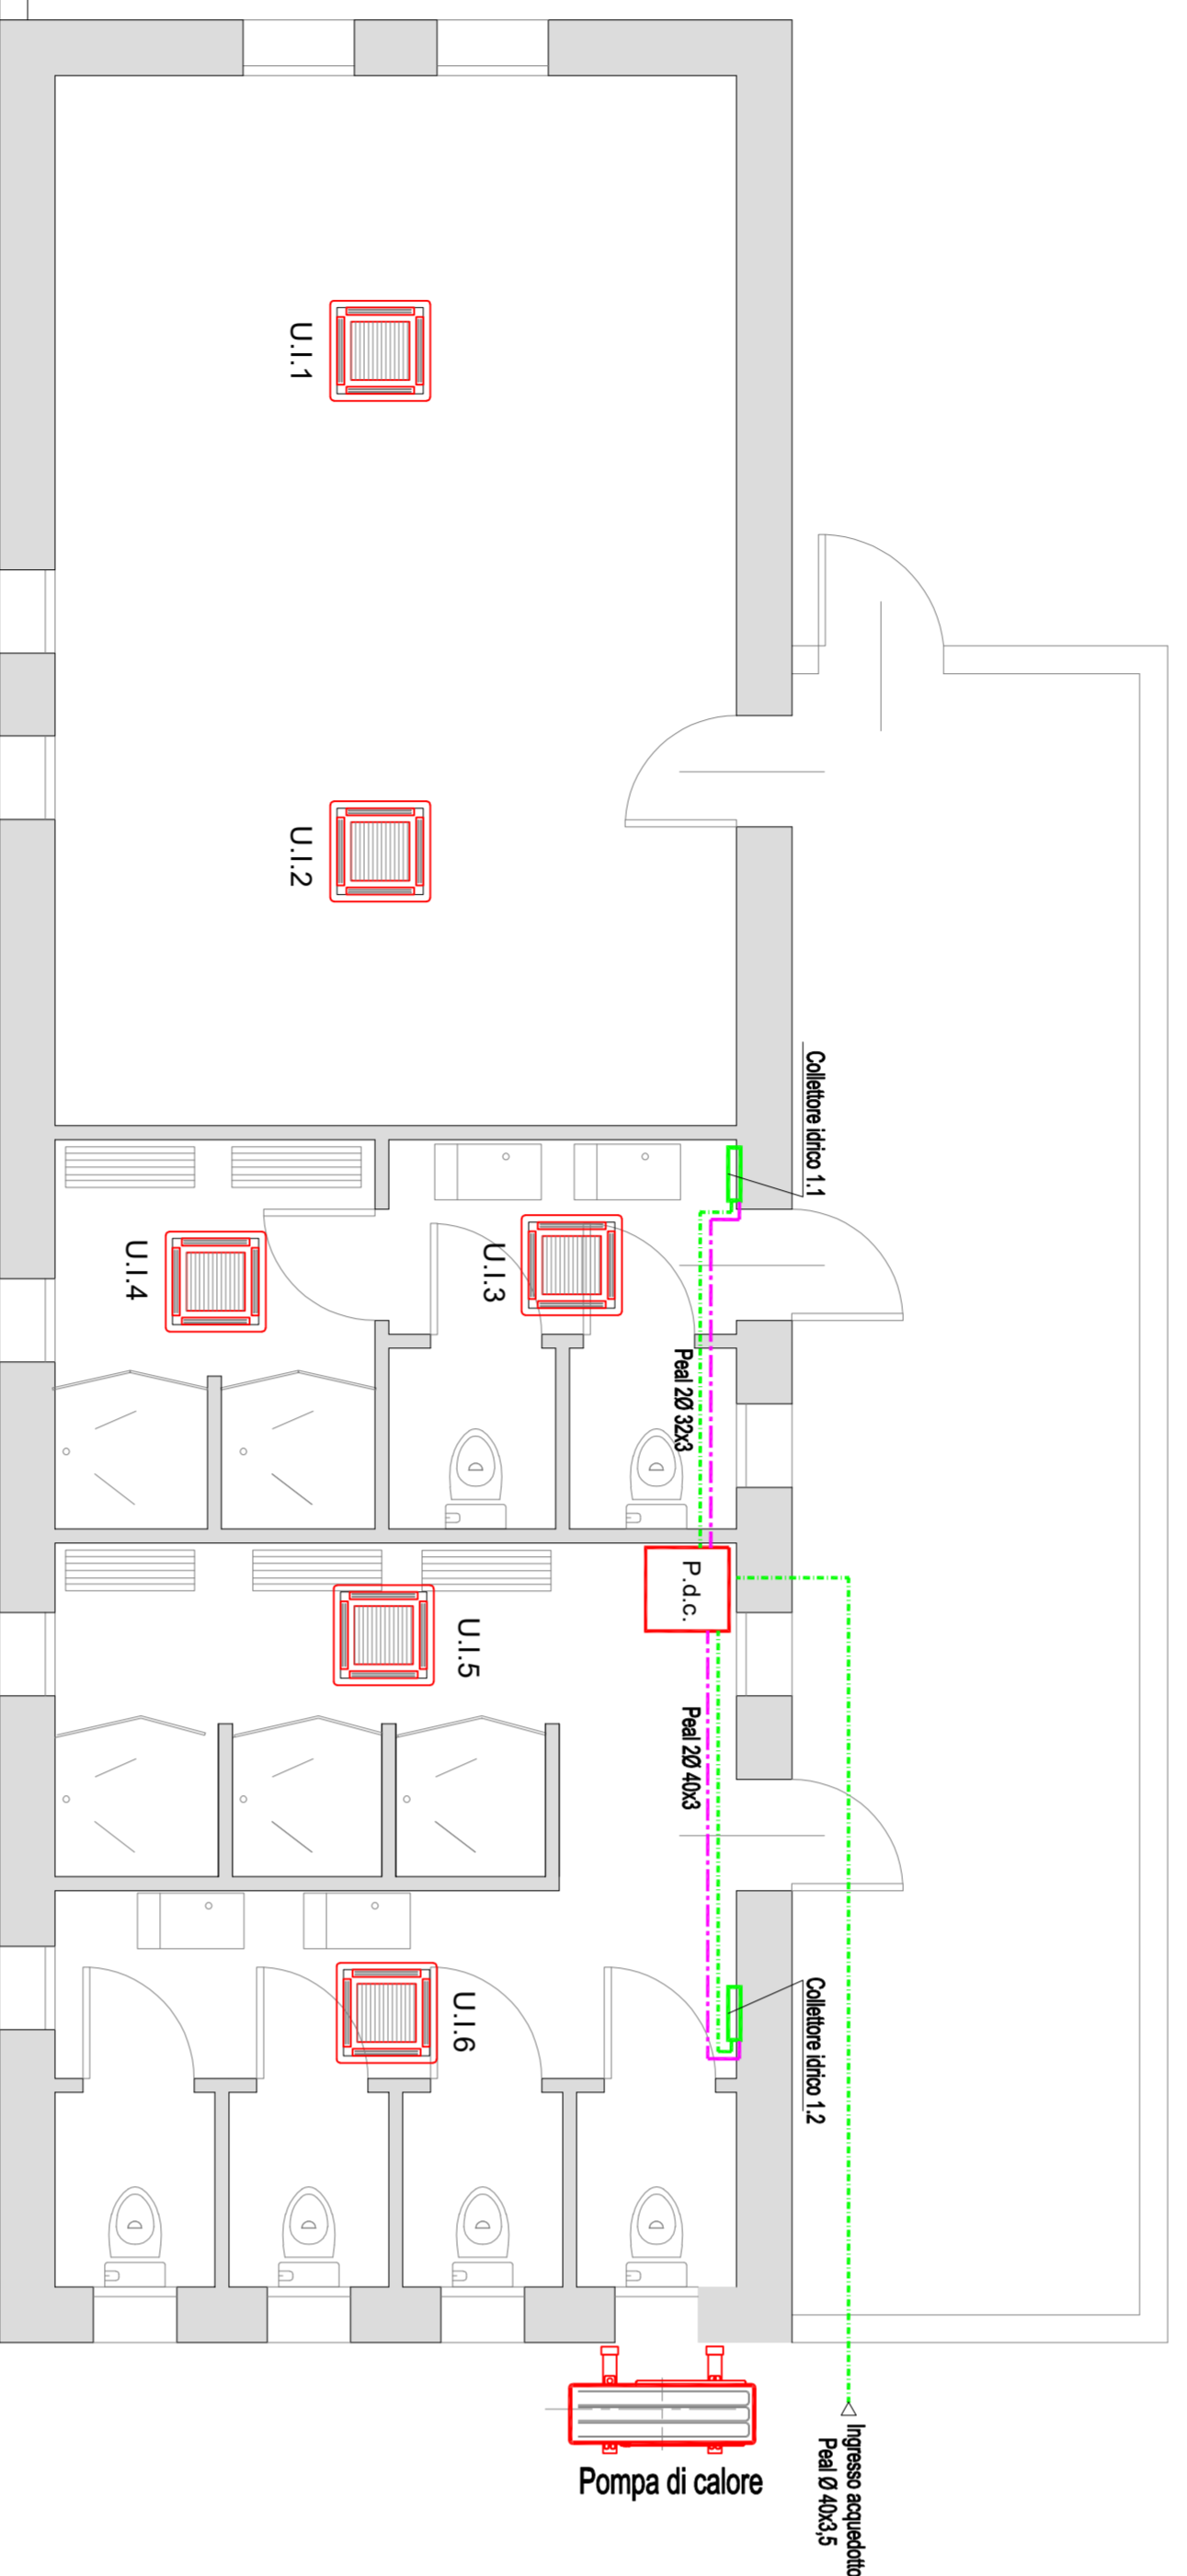 U.I.1
U.I.2
Collettore idrico 1.1
U.I.3
U.I.4
Peal 2Ø 32x3
P.d.c.
U.I.5
Peal 2Ø 40x3
Collettore idrico 1.2
U.I.6
Pompa di calore
Ingresso acquedotto
Peal Ø 40x3,5